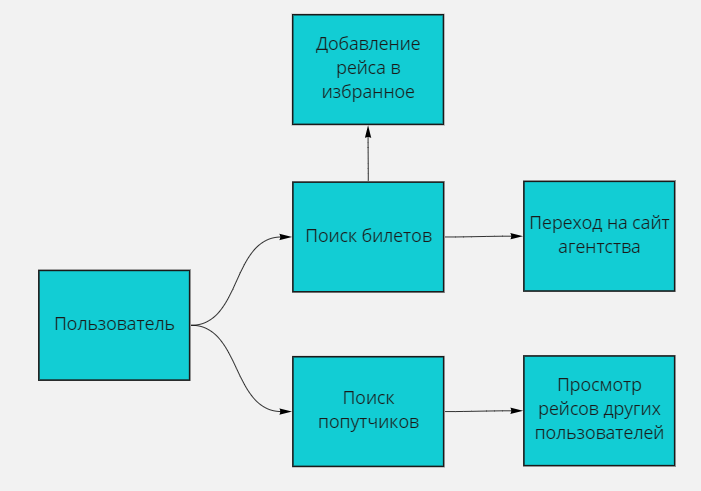 Добавление
рейса в
избранное
Поиск билетов
Переход на сайт
агентства
Пользователь
Поиск
попутчиков
Просмотр
рейсов других
пользователей